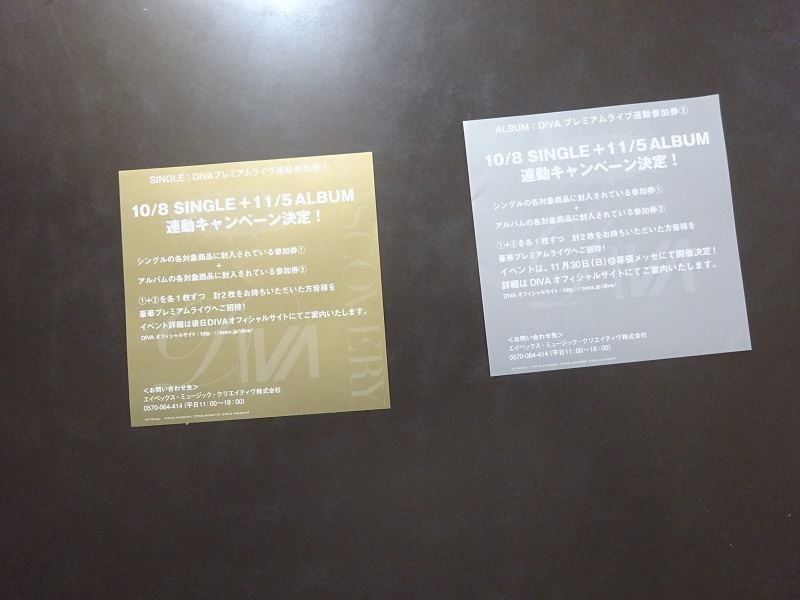 SINGLE：DIVAプレミアムライヴ連動参加券①
10/8 SINGLE＋11/5 ALBUM
連動キャンペーン決定！
シングルの各対象商品に封入されている参加券①
＋
アルバムの各対象商品に封入されている参加券②
①＋②を各1枚ずつ 計2枚をお持ちいただいた皆様を
豪華プレミアムライヴへご招待！
イベント詳細は後日DIVAオフィシャルサイトにてご案内いたします。
DIVA オフィシャルサイト：http://avex.jp/diva/
DIVA
＜お問い合わせ先＞
エイベックス・ミュージック・クリエイティヴ株式会社
0570-064-414（平日11：00〜18：00）
ALBUM：DIVA プレミアムライブ連動参加券②
10/8 SINGLE＋11/5 ALBUM
連動キャンペーン決定！
シングルの各対象商品に封入されている参加券①
＋
アルバムの各対象商品に封入されている参加券②
①＋②を各1枚ずつ 計2枚をお持ちいただいた皆様を
豪華プレミアムライヴへご招待！
イベントは、11月30日（日）＠幕張メッセにて開催決定！
詳細は DIVA オフィシャルサイトにてご案内いたします。
DIVA オフィシャルサイト：http://avex.jp/diva/
DIVA
＜お問い合わせ先＞
エイベックス・ミュージック・クリエイティヴ株式会社
0570-064-414（平日11：00〜18：00）